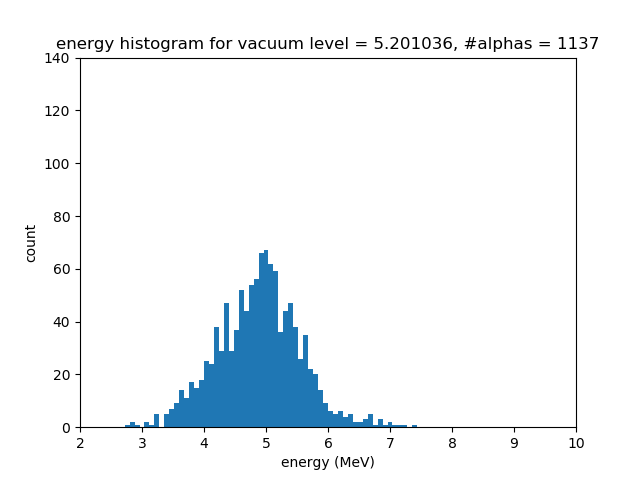 energy histogram for vacuum level = 5.201036, #alphas = 1137
140
120
100
80
60
40
20
0
count
2 3 4 5 6 7 8 9 10
energy (MeV)